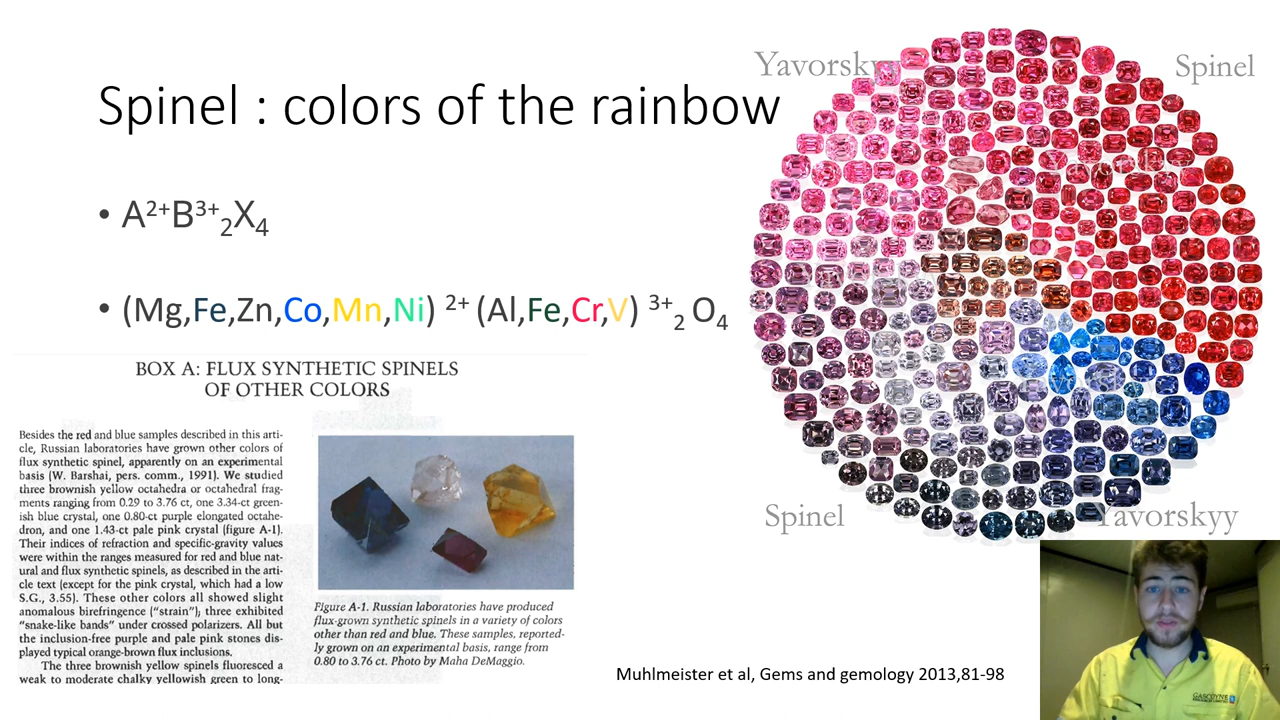 Spinel : colors of the rainbow
• A²⁺B³⁺₂X₄
• (Mg,Fe,Zn,Co,Mn,Ni) ²⁺ (Al,Fe,Cr,V) ³⁺₂ O₄
BOX A: FLUX SYNTHETIC SPINELS
OF OTHER COLORS
Besides the red and blue samples described in this arti-
cle, Russian laboratories have grown other colors of
flux synthetic spinel, apparently on an experimental
basis (W. Barshai, pers. comm., 1991). We studied
three brownish yellow octahedra or octahedral frag-
ments ranging from 0.29 to 3.76 ct, one 3.34-ct green-
ish blue crystal, one 0.80-ct purple elongated octahe-
dron, and one 1.43-ct pale pink crystal (figure A-1).
Their indices of refraction and specific-gravity values
were within the ranges measured for red and blue nat-
ural and flux synthetic spinels, as described in the arti-
cle text (except for the pink crystal, which had a low
S.G., 3.55). These other colors all showed slight
anomalous birefringence ("strain"); three exhibited
"snake-like bands" under crossed polarizers. All but
the inclusion-free purple and pale pink stones dis-
played typical orange-brown flux inclusions.
The three brownish yellow spinels fluoresced a
weak to moderate chalky yellowish green to long-
Figure A-1. Russian laboratories have produced
flux-grown synthetic spinels in a variety of colors
other than red and blue. These samples, reported-
ly grown on an experimental basis, range from
0.80 to 3.76 ct. Photo by Maha DeMaggio.
Yavorskyy
Spinel
Spinel
Yavorskyy
Muhlmeister et al, Gems and gemology 2013,81-98
GASCOYNE